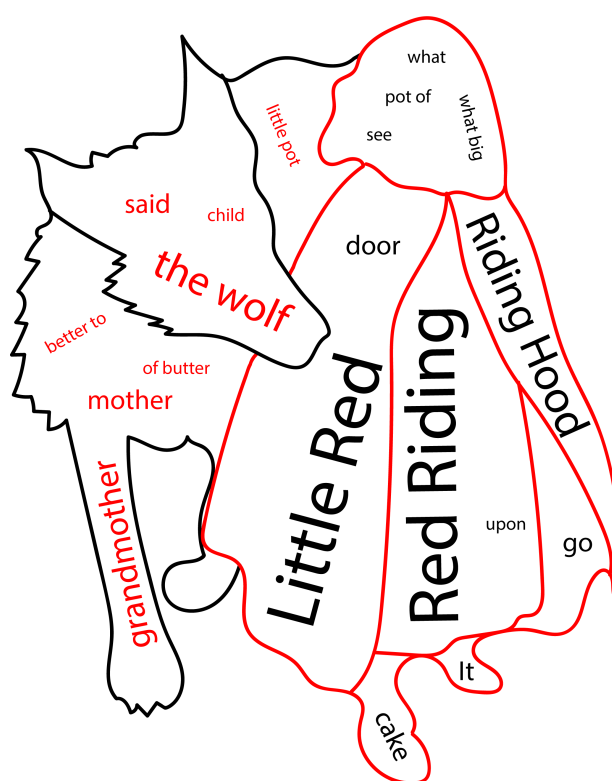 what
pot of
what big
see
little pot
said
child
the wolf
door
Riding Hood
better to
of butter
mother
Little Red
Red Riding
grandmother
upon
go
It
cake